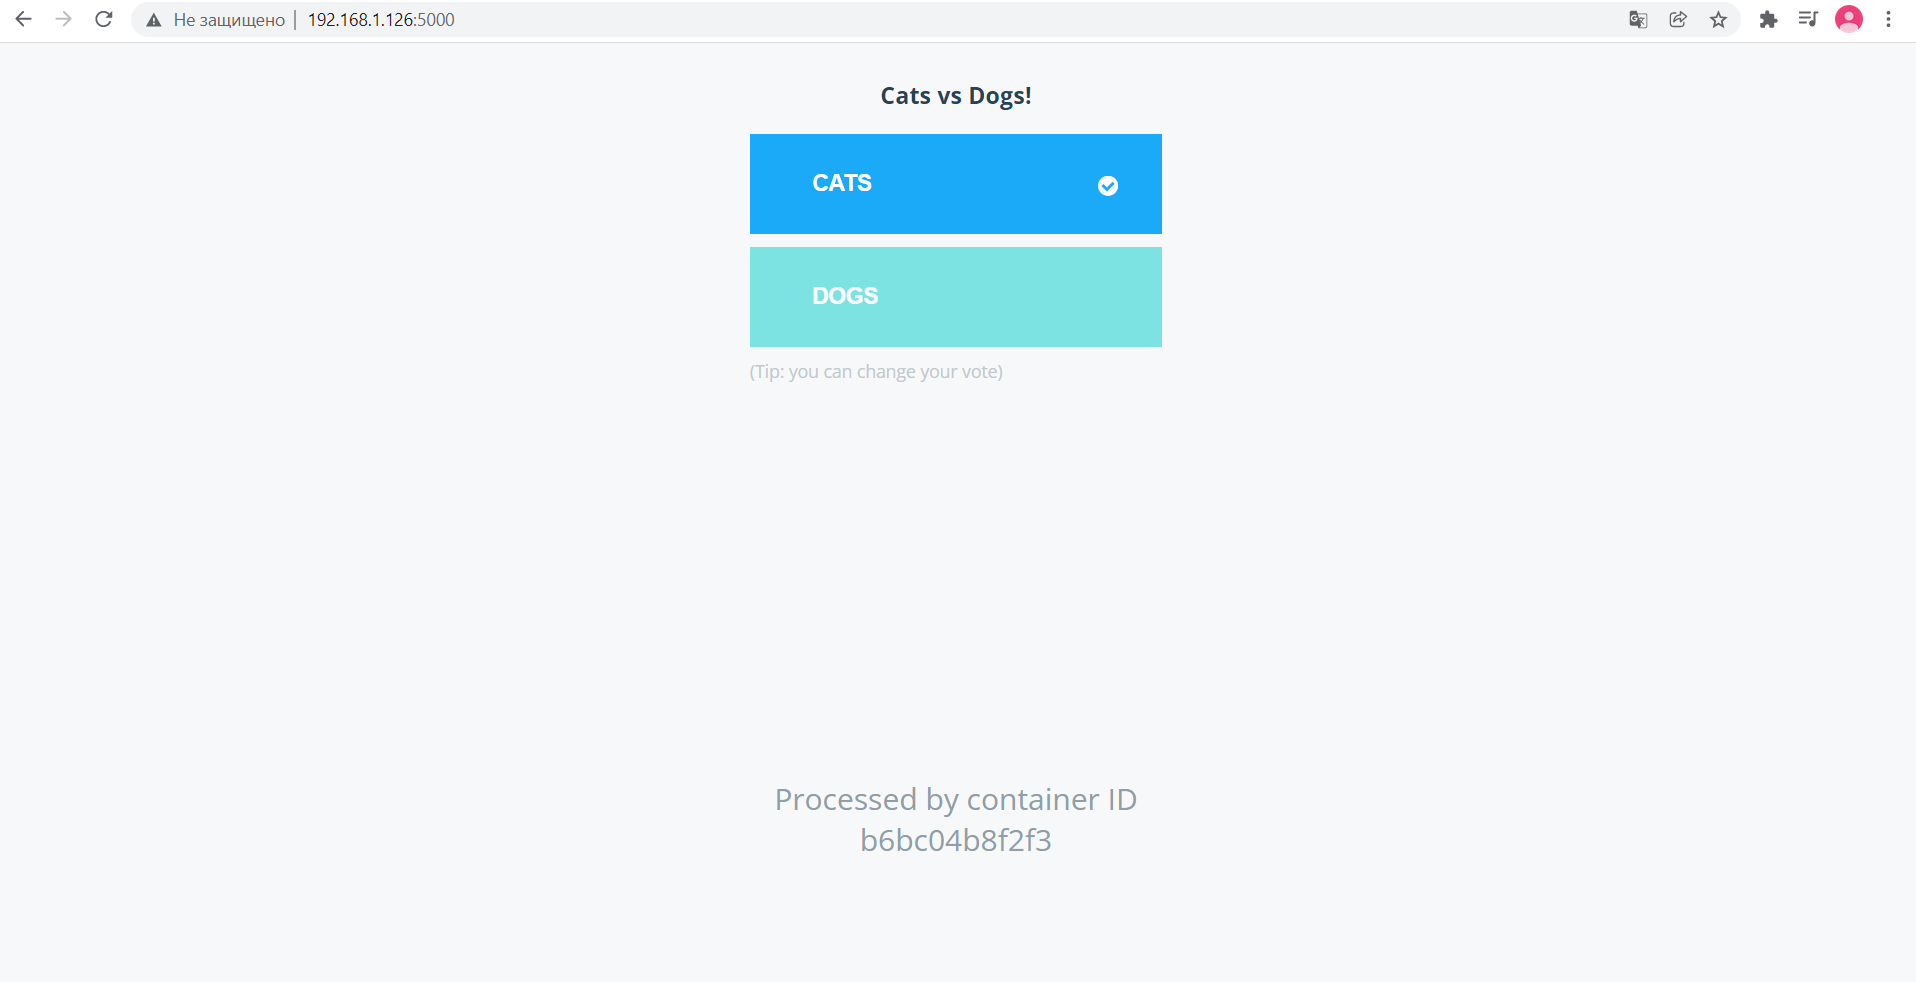 Не защищено | 192.168.1.126:5000
Cats vs Dogs!
CATS
DOGS
(Tip: you can change your vote)
Processed by container ID
b6bc04b8f2f3